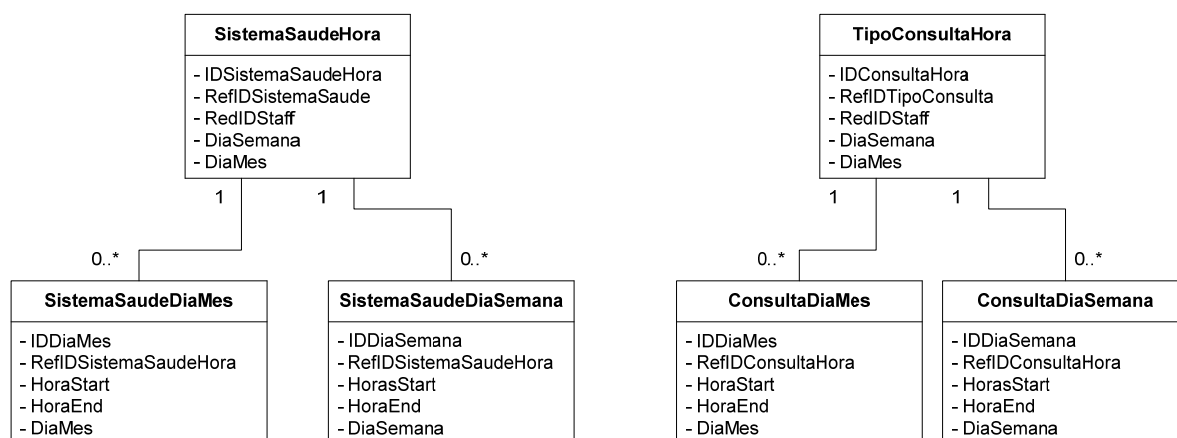 SistemaSaudeHora
- IDSistemaSaudeHora
- RefIDSistemaSaude
- RedIDStaff
- DiaSemana
- DiaMes
1
1
0..*
0..*
SistemaSaudeDiaMes
- IDDiaMes
- RefIDSistemaSaudeHora
- HoraStart
- HoraEnd
- DiaMes
SistemaSaudeDiaSemana
- IDDiaSemana
- RefIDSistemaSaudeHora
- HorasStart
- HoraEnd
- DiaSemana
TipoConsultaHora
- IDConsultaHora
- RefIDTipoConsulta
- RedIDStaff
- DiaSemana
- DiaMes
1
1
0..*
0..*
ConsultaDiaMes
- IDDiaMes
- RefIDConsultaHora
- HoraStart
- HoraEnd
- DiaMes
ConsultaDiaSemana
- IDDiaSemana
- RefIDConsultaHora
- HorasStart
- HoraEnd
- DiaSemana